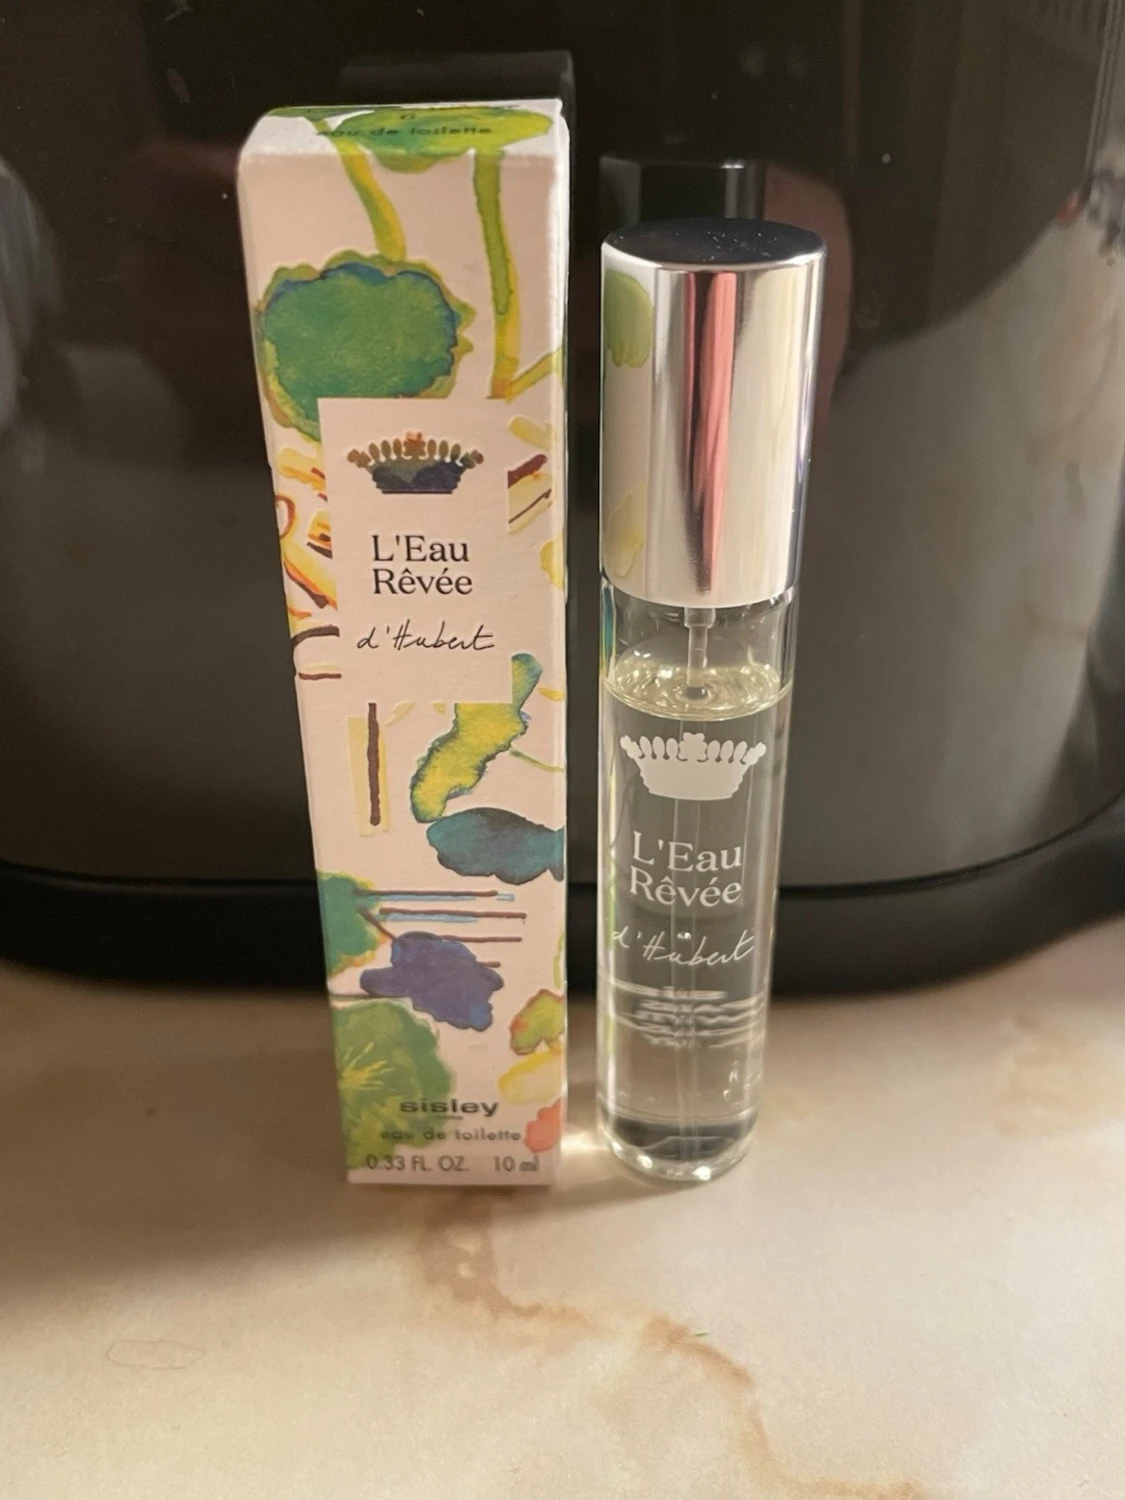 eau de toilette
L'Eau
Rêvée
d'Hubert
sisley
eau de toilette
0.33 FL. OZ. 10 ml
L'Eau
Rêvée
d'Hubert